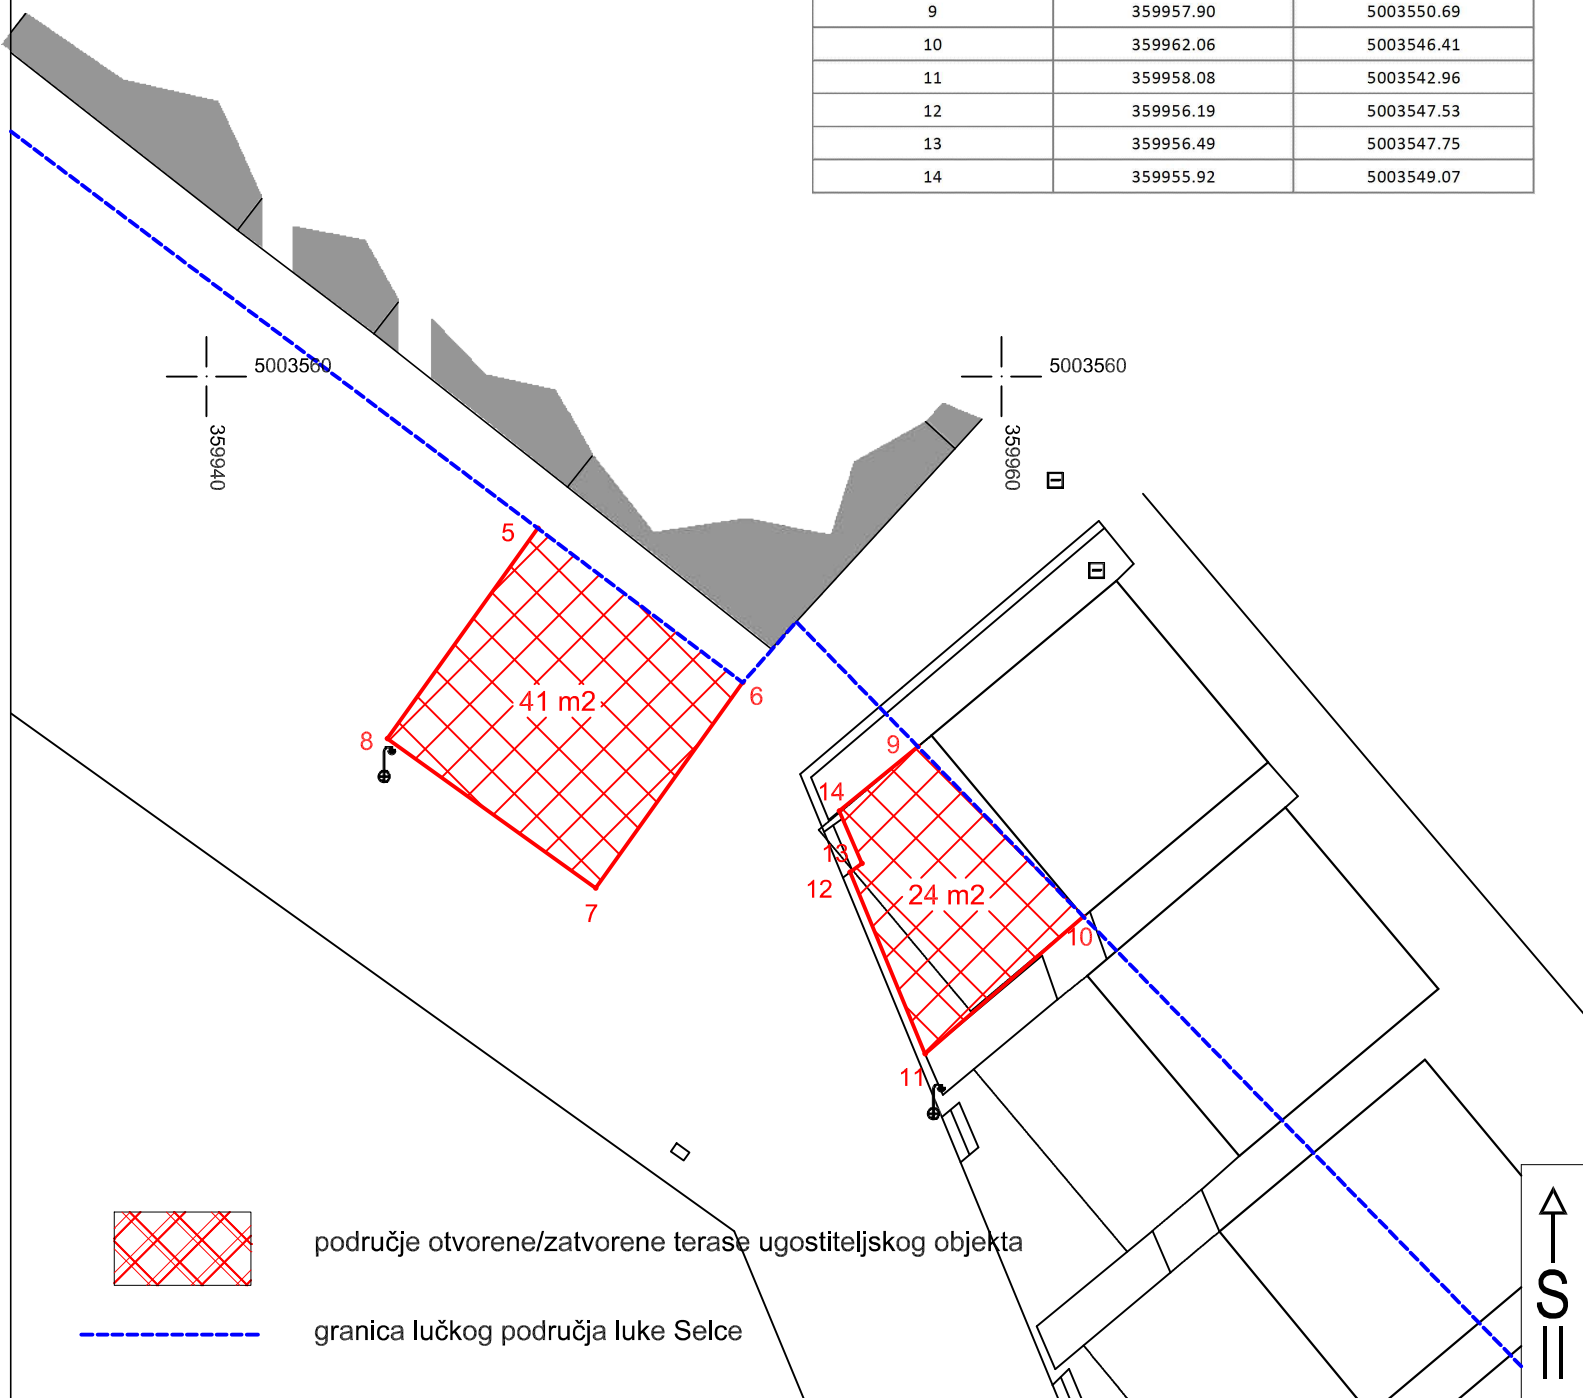 9 359957.90 5003550.69
10 359962.06 5003546.41
11 359958.08 5003542.96
12 359956.19 5003547.53
13 359956.49 5003547.75
14 359955.92 5003549.07
5003560
5003560
359940
359960
5
6
41 m2
8
7
9
14
13
12
24 m2
10
11
područje otvorene/zatvorene terase ugostiteljskog objekta
granica lučkog područja luke Selce
S